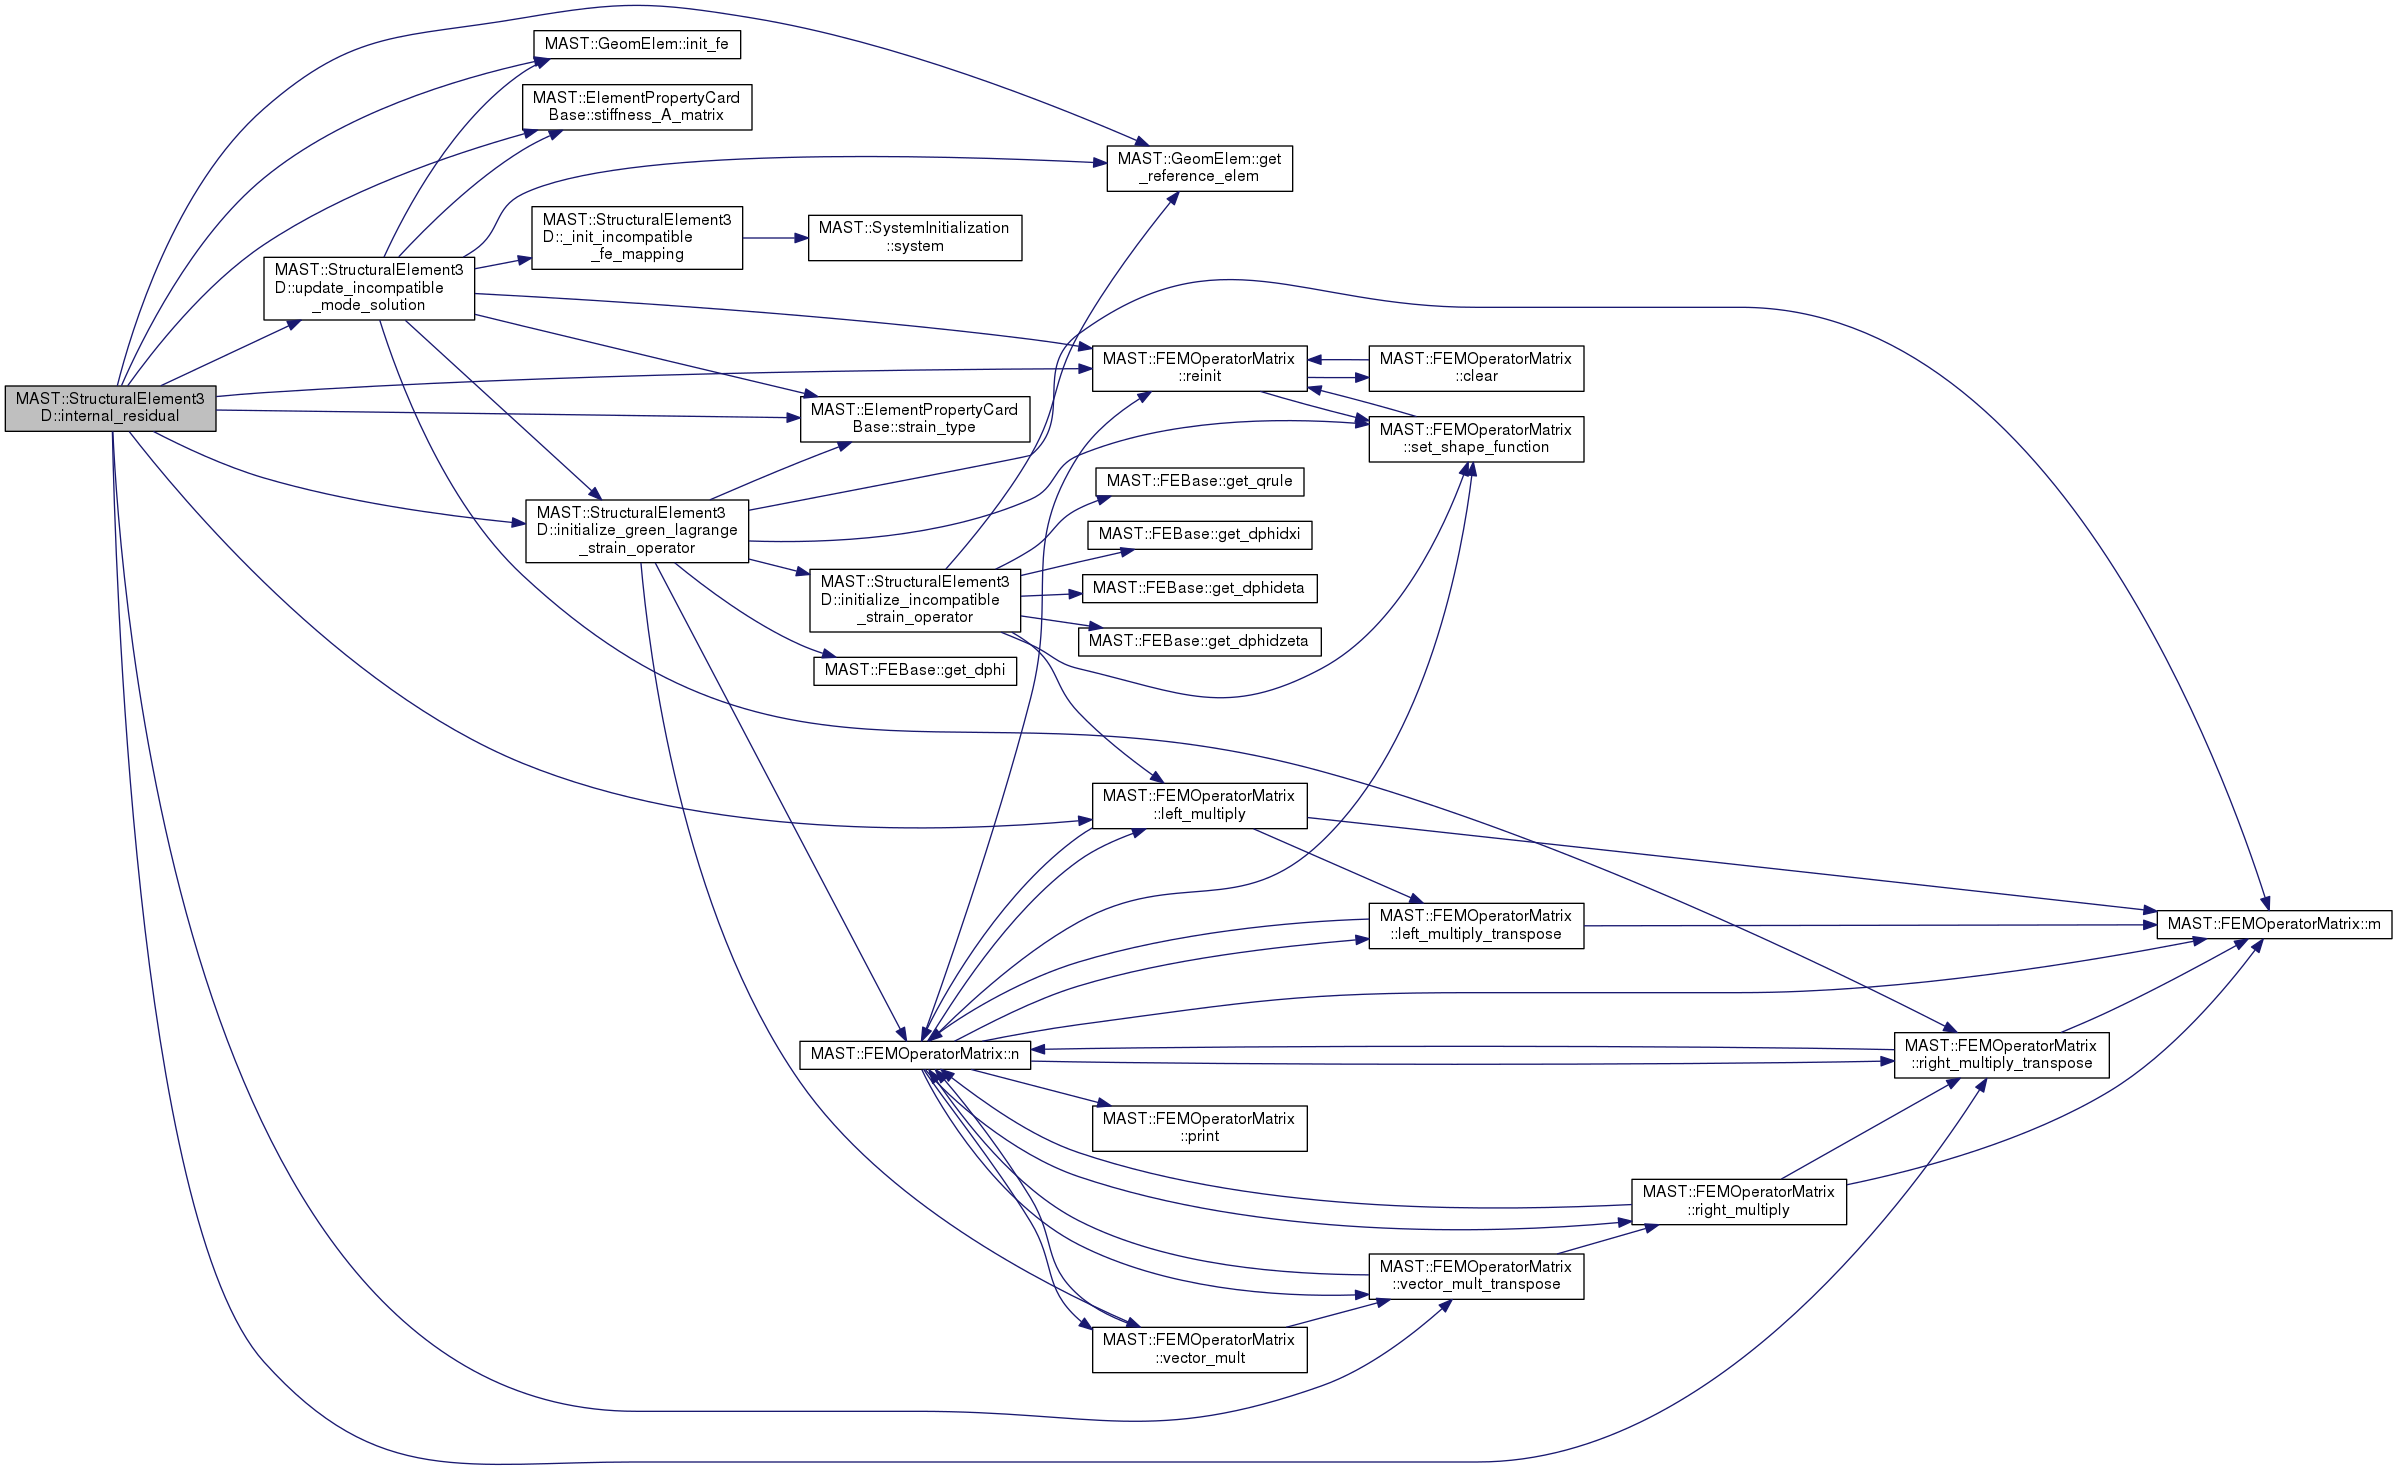 MAST::StructuralElement3
D::internal_residual
MAST::GeomElem::init_fe
MAST::ElementPropertyCard
Base::stiffness_A_matrix
MAST::GeomElem::get
_reference_elem
MAST::StructuralElement3
D::_init_incompatible
_fe_mapping
MAST::SystemInitialization
::system
MAST::StructuralElement3
D::update_incompatible
_mode_solution
MAST::FEMOperatorMatrix
::reinit
MAST::FEMOperatorMatrix
::clear
MAST::ElementPropertyCard
Base::strain_type
MAST::FEMOperatorMatrix
::set_shape_function
MAST::FEBase::get_qrule
MAST::StructuralElement3
D::initialize_green_lagrange
_strain_operator
MAST::FEBase::get_dphidxi
MAST::StructuralElement3
D::initialize_incompatible
_strain_operator
MAST::FEBase::get_dphideta
MAST::FEBase::get_dphidzeta
MAST::FEBase::get_dphi
MAST::FEMOperatorMatrix
::left_multiply
MAST::FEMOperatorMatrix
::left_multiply_transpose
MAST::FEMOperatorMatrix::m
MAST::FEMOperatorMatrix::n
MAST::FEMOperatorMatrix
::right_multiply_transpose
MAST::FEMOperatorMatrix
::print
MAST::FEMOperatorMatrix
::right_multiply
MAST::FEMOperatorMatrix
::vector_mult_transpose
MAST::FEMOperatorMatrix
::vector_mult